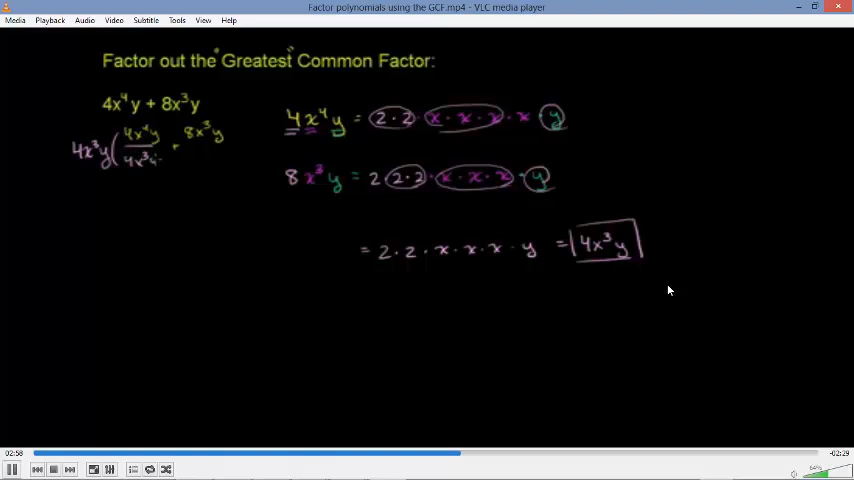 Factor polynomials using the GCF.mp4 - VLC media player
Media Playback Audio Video Subtitle Tools View Help
Factor out the "Greatest" Common Factor:
4x⁴y + 8x³y
4x³y( 4x⁴y/4x³y + 8x³y
4x⁴y = 2·2·x·x·x·x·y
8x³y = 2·2·2·x·x·x·y
= 2·2·x·x·x·y = 4x³y
02:58 -02:29
64%